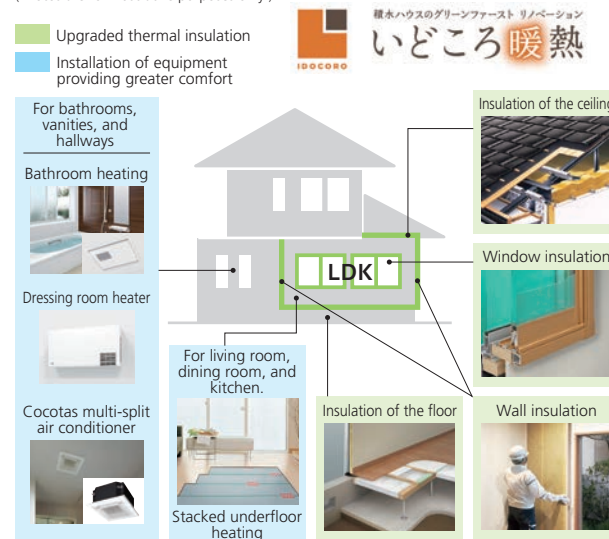 Upgraded thermal insulation
Installation of equipment
providing greater comfort
IDOCORO
積水ハウスのグリーンファースト リノベーション
いどころ暖熱
For bathrooms,
vanities, and
hallways
Bathroom heating
Dressing room heater
Cocotas multi-split
air conditioner
LDK
For living room,
dining room, and
kitchen.
Stacked underfloor
heating
Insulation of the ceiling
Window insulation
Insulation of the floor
Wall insulation